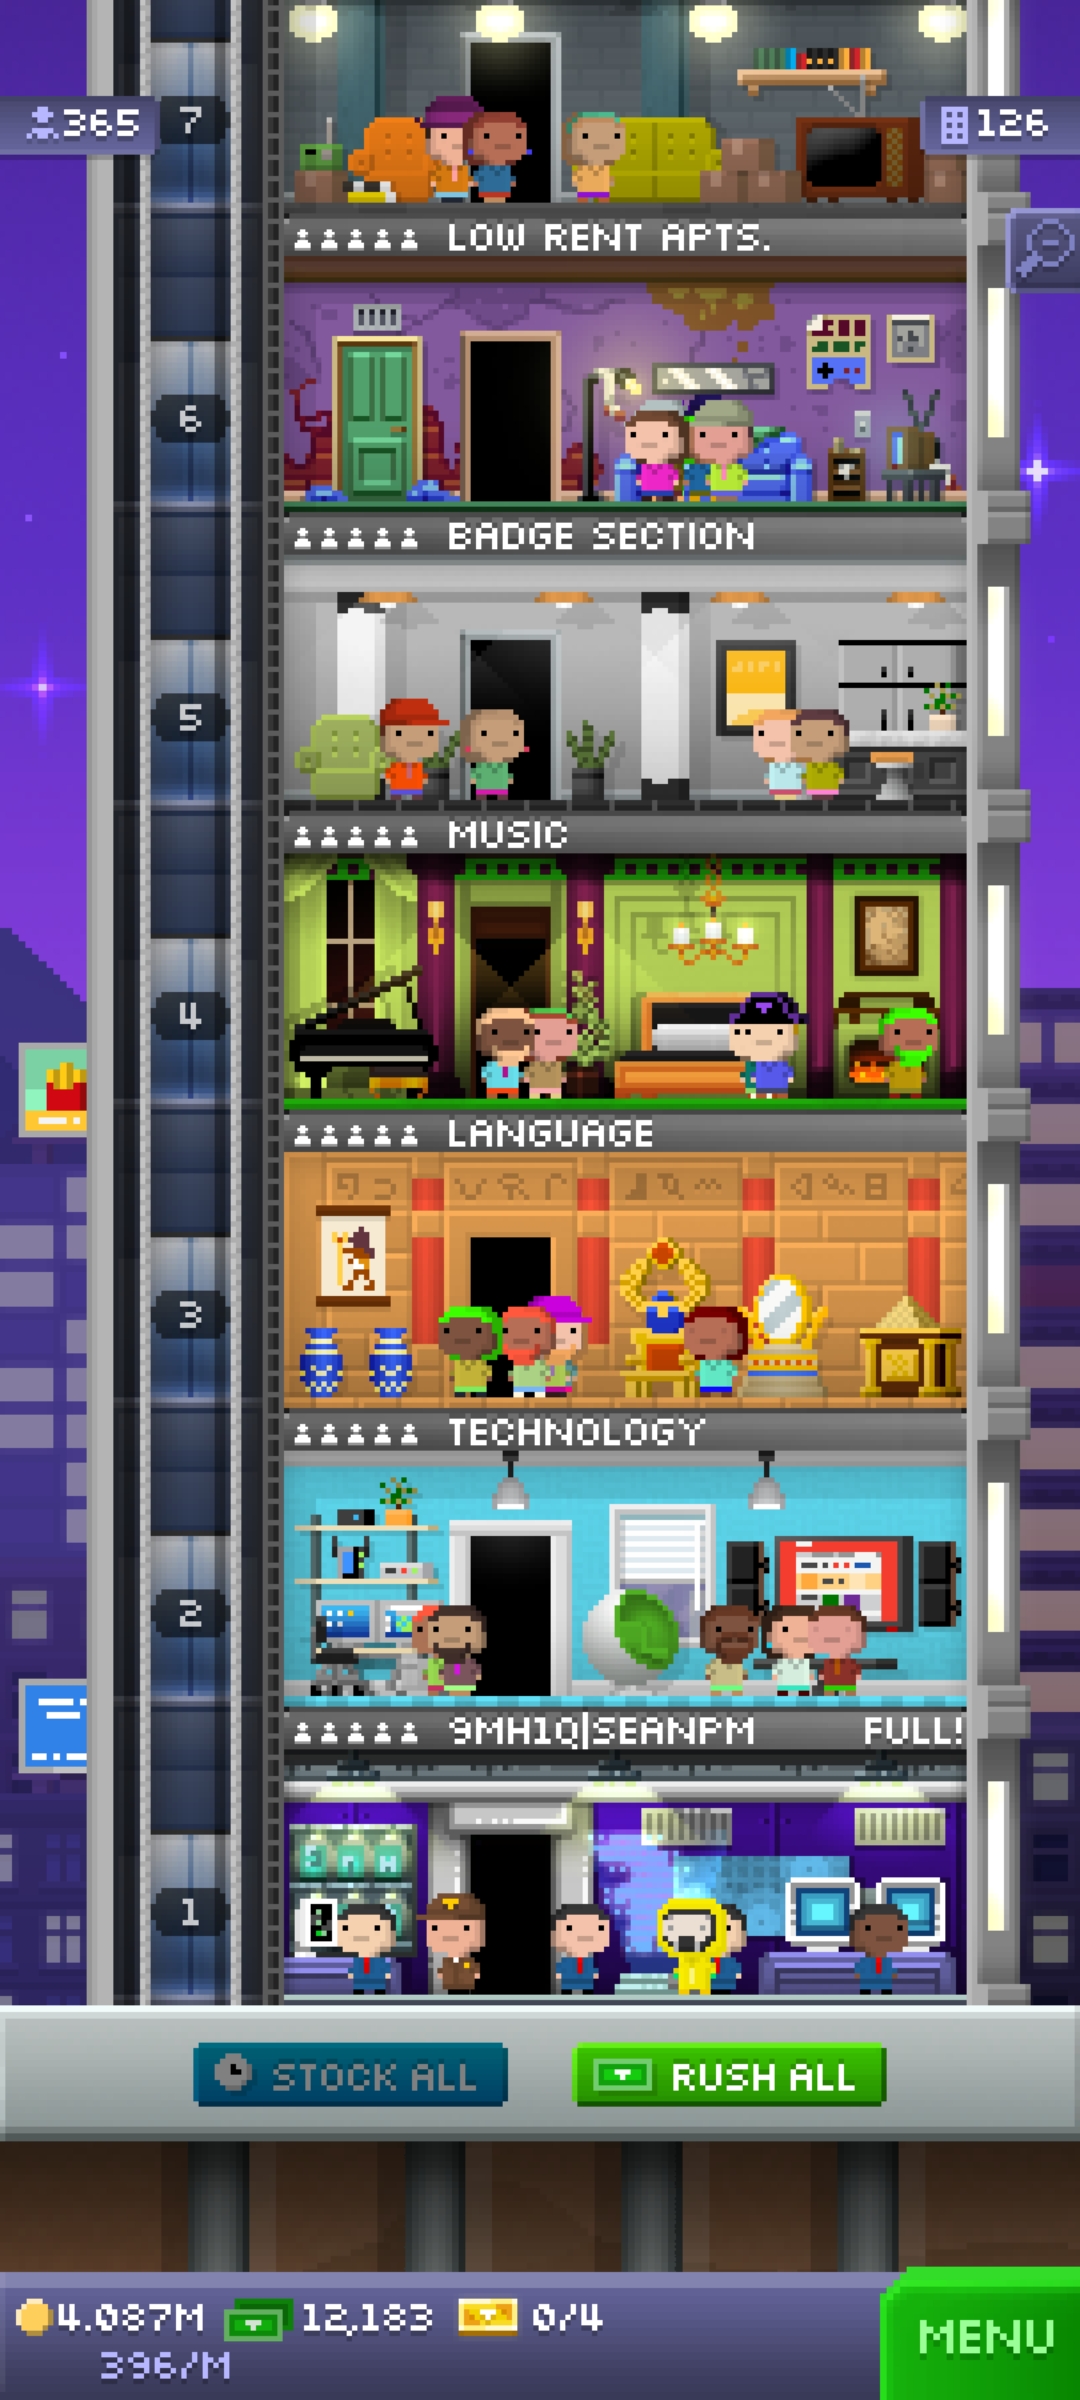 365
7
126
LOW RENT APTS.
6
BADGE SECTION
5
MUSIC
4
LANGUAGE
3
TECHNOLOGY
2
9MH1Q|SEANPM FULL!
1
STOCK ALL
RUSH ALL
4.087M 12,183 0/4
396/M
MENU